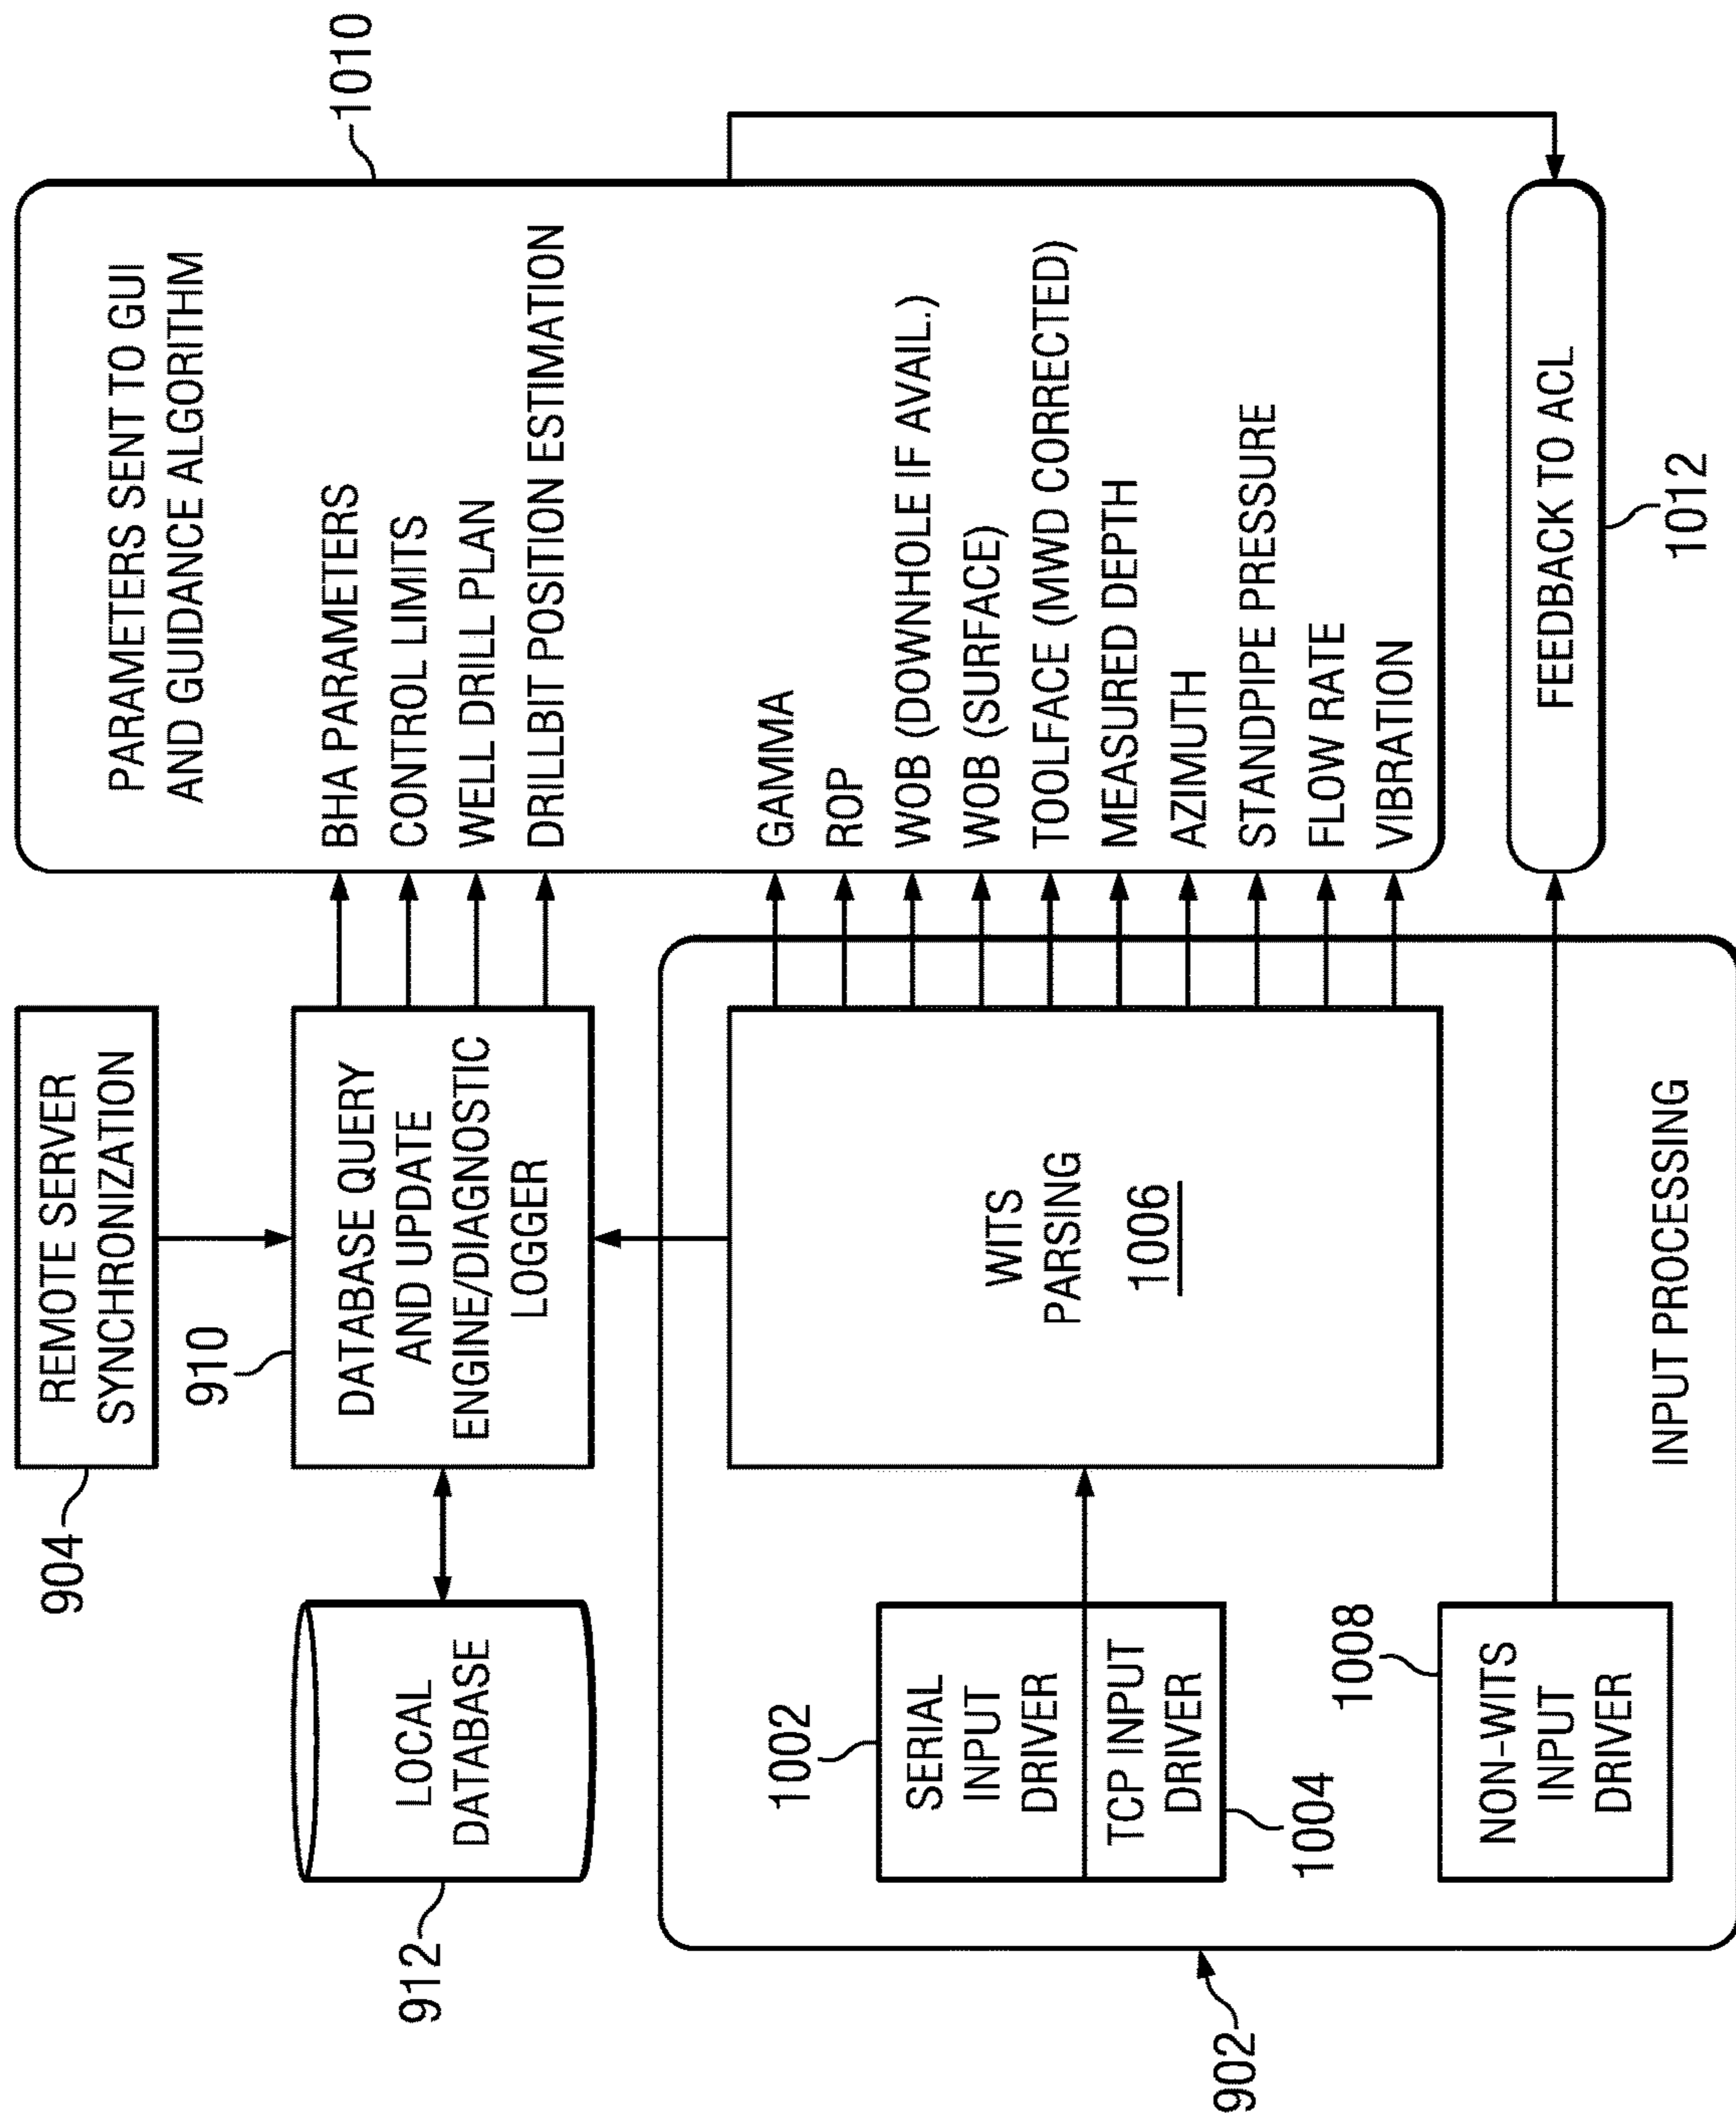 904
REMOTE SERVER
SYNCHRONIZATION
912
LOCAL
DATABASE
910
DATABASE QUERY
AND UPDATE
ENGINE/DIAGNOSTIC
LOGGER
902
1002
SERIAL
INPUT
DRIVER
TCP INPUT
DRIVER
1004
WITS
PARSING
1006
1008
NON-WITS
INPUT
DRIVER
INPUT PROCESSING
1010
PARAMETERS SENT TO GUI
AND GUIDANCE ALGORITHM
BHA PARAMETERS
CONTROL LIMITS
WELL DRILL PLAN
DRILLBIT POSITION ESTIMATION
GAMMA
ROP
WOB (DOWNHOLE IF AVAIL.)
WOB (SURFACE)
TOOLFACE (MWD CORRECTED)
MEASURED DEPTH
AZIMUTH
STANDPIPE PRESSURE
FLOW RATE
VIBRATION
FEEDBACK TO ACL
1012